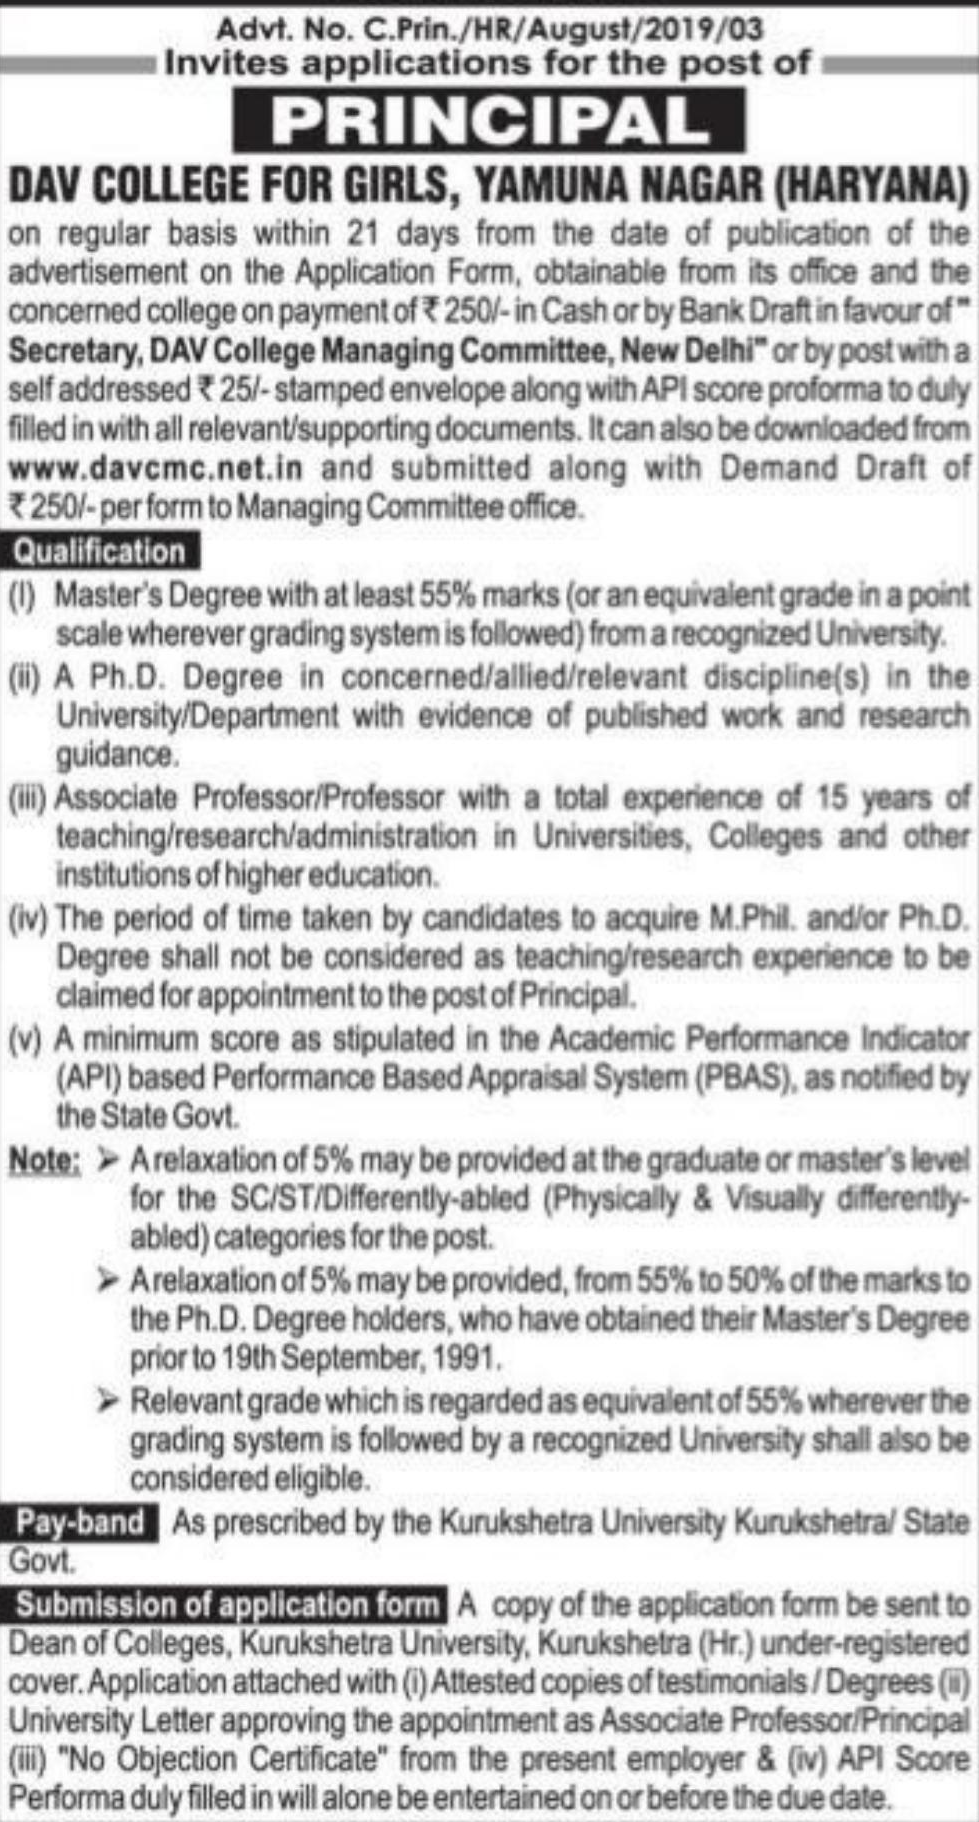 Advt. No. C.Prin./HR/August/2019/03
Invites applications for the post of
PRINCIPAL
DAV COLLEGE FOR GIRLS, YAMUNA NAGAR (HARYANA)
on regular basis within 21 days from the date of publication of the
advertisement on the Application Form, obtainable from its office and the
concerned college on payment of ₹ 250/- in Cash or by Bank Draft in favour of "
Secretary, DAV College Managing Committee, New Delhi" or by post with a
self addressed ₹ 25/- stamped envelope along with API score proforma to duly
filled in with all relevant/supporting documents. It can also be downloaded from
www.davcmc.net.in and submitted along with Demand Draft of
₹ 250/- per form to Managing Committee office.
Qualification
(I) Master's Degree with at least 55% marks (or an equivalent grade in a point
scale wherever grading system is followed) from a recognized University.
(ii) A Ph.D. Degree in concerned/allied/relevant discipline(s) in the
University/Department with evidence of published work and research
guidance.
(iii) Associate Professor/Professor with a total experience of 15 years of
teaching/research/administration in Universities, Colleges and other
institutions of higher education.
(iv) The period of time taken by candidates to acquire M.Phil. and/or Ph.D.
Degree shall not be considered as teaching/research experience to be
claimed for appointment to the post of Principal.
(v) A minimum score as stipulated in the Academic Performance Indicator
(API) based Performance Based Appraisal System (PBAS), as notified by
the State Govt.
Note: ➢ A relaxation of 5% may be provided at the graduate or master's level
for the SC/ST/Differently-abled (Physically & Visually differently-
abled) categories for the post.
➢ A relaxation of 5% may be provided, from 55% to 50% of the marks to
the Ph.D. Degree holders, who have obtained their Master's Degree
prior to 19th September, 1991.
➢ Relevant grade which is regarded as equivalent of 55% wherever the
grading system is followed by a recognized University shall also be
considered eligible.
Pay-band As prescribed by the Kurukshetra University Kurukshetra/ State
Govt.
Submission of application form A copy of the application form be sent to
Dean of Colleges, Kurukshetra University, Kurukshetra (Hr.) under-registered
cover. Application attached with (i) Attested copies of testimonials / Degrees (ii)
University Letter approving the appointment as Associate Professor/Principal
(iii) "No Objection Certificate" from the present employer & (iv) API Score
Performa duly filled in will alone be entertained on or before the due date.